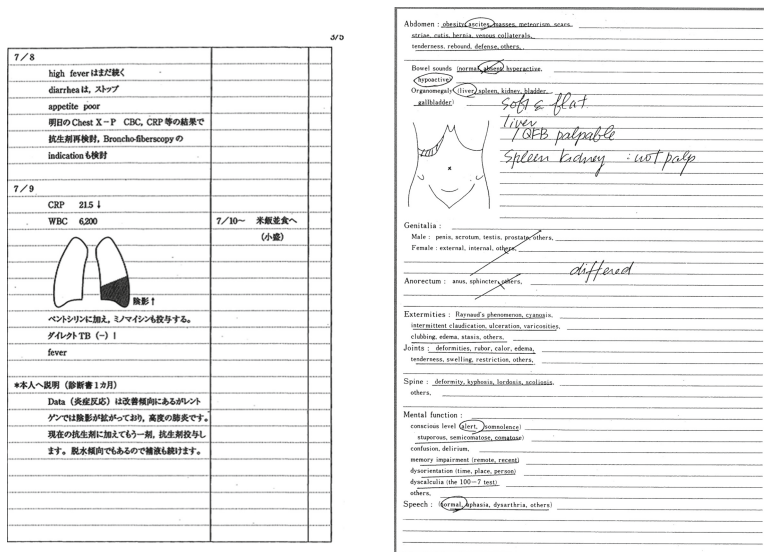 3/5
7/8
high fever はまだ続く
diarrhea は、ストップ
appetite poor
明日の Chest X-P CBC, CRP 等の結果で
抗生剤再検討, Broncho-fiberscopy の
indication も検討
7/9
CRP 21.5 ↓
WBC 6,200
7/10~ 米飯並食へ
(小盛)
陰影↑
ペントシリンに加え, ミノマイシンも投与する。
ダイレクト TB (-) !
fever
*本人へ説明 (診断書1カ月)
Data (炎症反応) は改善傾向にあるがレント
ゲンでは陰影が拡がっており, 高度の肺炎です。
現在の抗生剤に加えてもう一剤, 抗生剤投与し
ます。脱水傾向でもあるので補液も続けます。
Abdomen : obesity, ascites, masses, meteorism, scars,
striae, cutis, hernia, venous collaterals,
tenderness, rebound, defense, others,
Bowel sounds (normal, absent, hyperactive,
hypoactive)
Organomegaly (liver, spleen, kidney, bladder,
gallbladder)
soft & flat
liver
1 QFB palpable
spleen kidney : not palp
Genitalia :
Male : penis, scrotum, testis, prostate, others,
Female : external, internal, others,
differed
Anorectum : anus, sphincter, others,
Extermities : Raynaud's phenomenon, cyanosis,
intermittent claudication, ulceration, varicosities,
clubbing, edema, stasis, others,
Joints : deformities, rubor, calor, edema,
tenderness, swelling, restriction, others,
Spine : deformity, kyphosis, lordosis, scoliosis,
others,
Mental function :
conscious level (alert, somnolence)
stuporous, semicomatose, comatose)
confusion, delirium,
memory impairment (remote, recent)
dysorientation (time, place, person)
dyscalculia (the 100-7 test)
others,
Speech : (normal, aphasia, dysarthria, others)